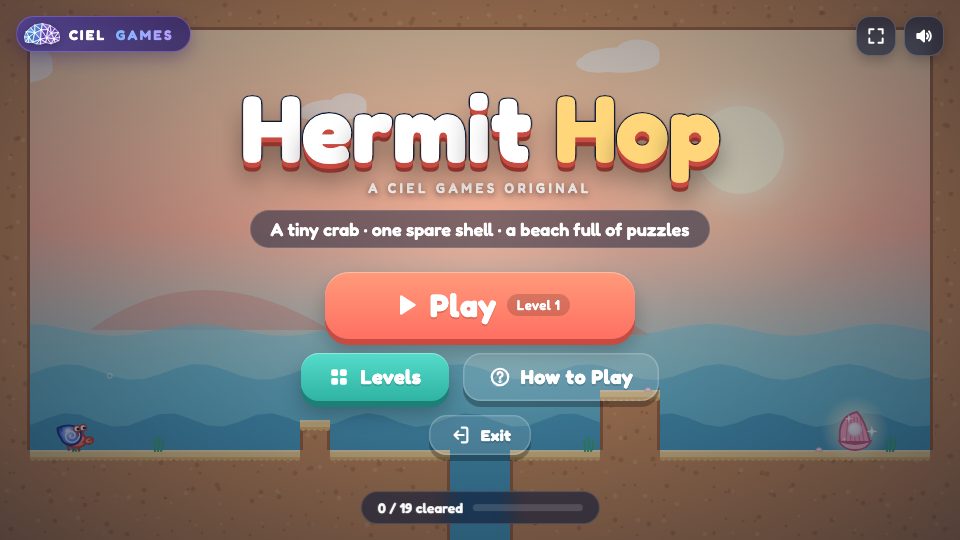 CIEL GAMES
Hermit Hop
A CIEL GAMES ORIGINAL
A tiny crab · one spare shell · a beach full of puzzles
Play Level 1
Levels
How to Play
Exit
0 / 19 cleared